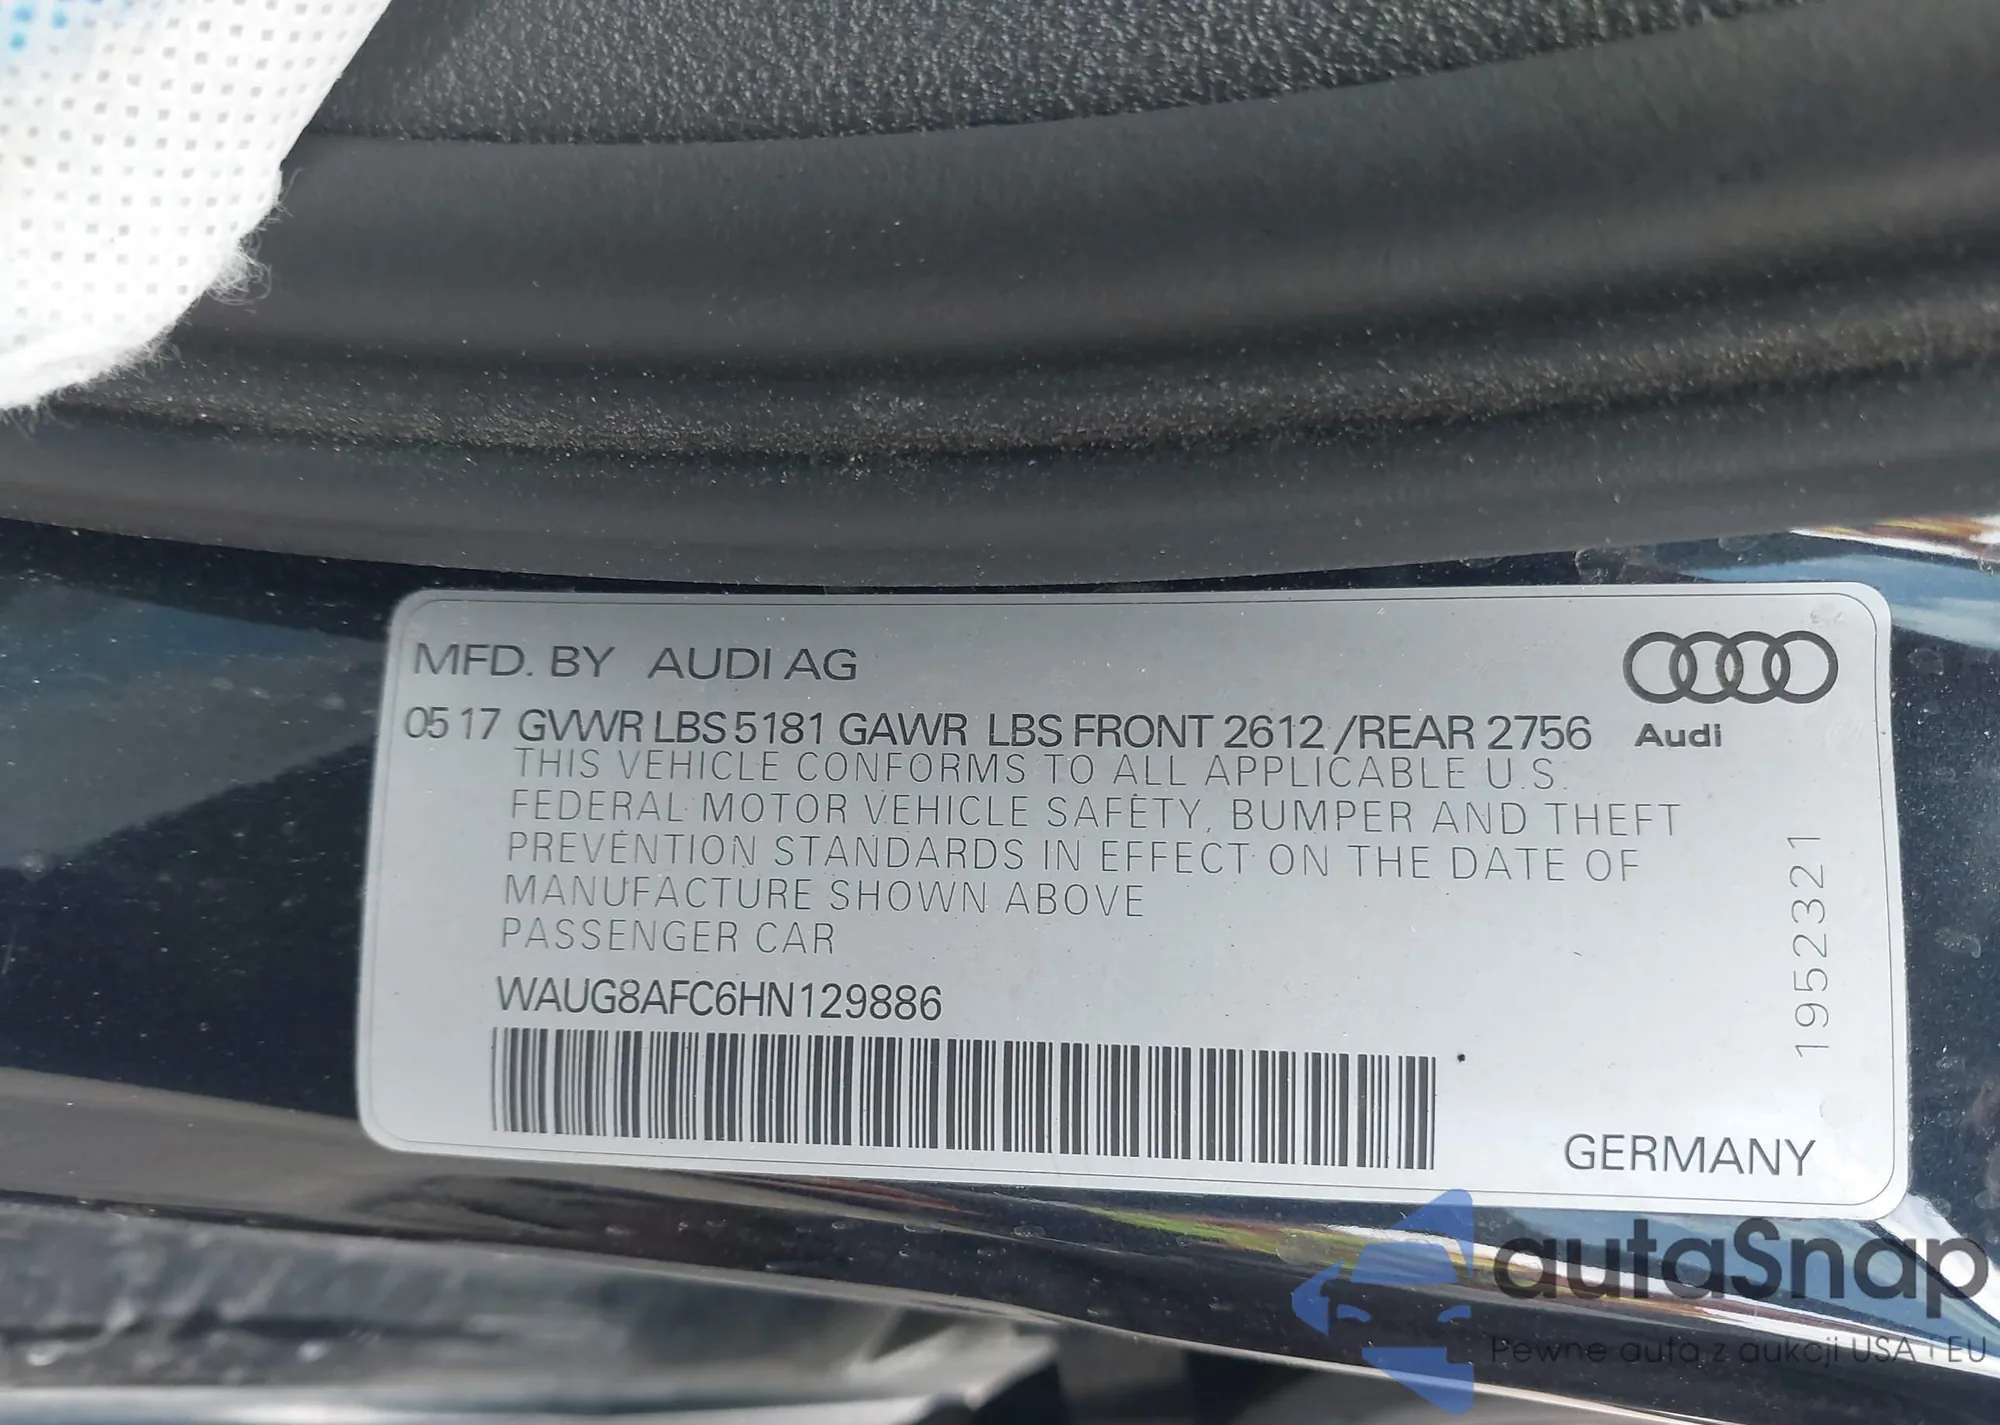 MFD. BY AUDI AG
05 17 GVWR LBS 5181 GAWR LBS FRONT 2612 /REAR 2756
Audi
THIS VEHICLE CONFORMS TO ALL APPLICABLE U.S.
FEDERAL MOTOR VEHICLE SAFETY, BUMPER AND THEFT
PREVENTION STANDARDS IN EFFECT ON THE DATE OF
MANUFACTURE SHOWN ABOVE
PASSENGER CAR
1952321
WAUG8AFC6HN129886
GERMANY
autaSnap
Pewne auta z aukcji USA i EU